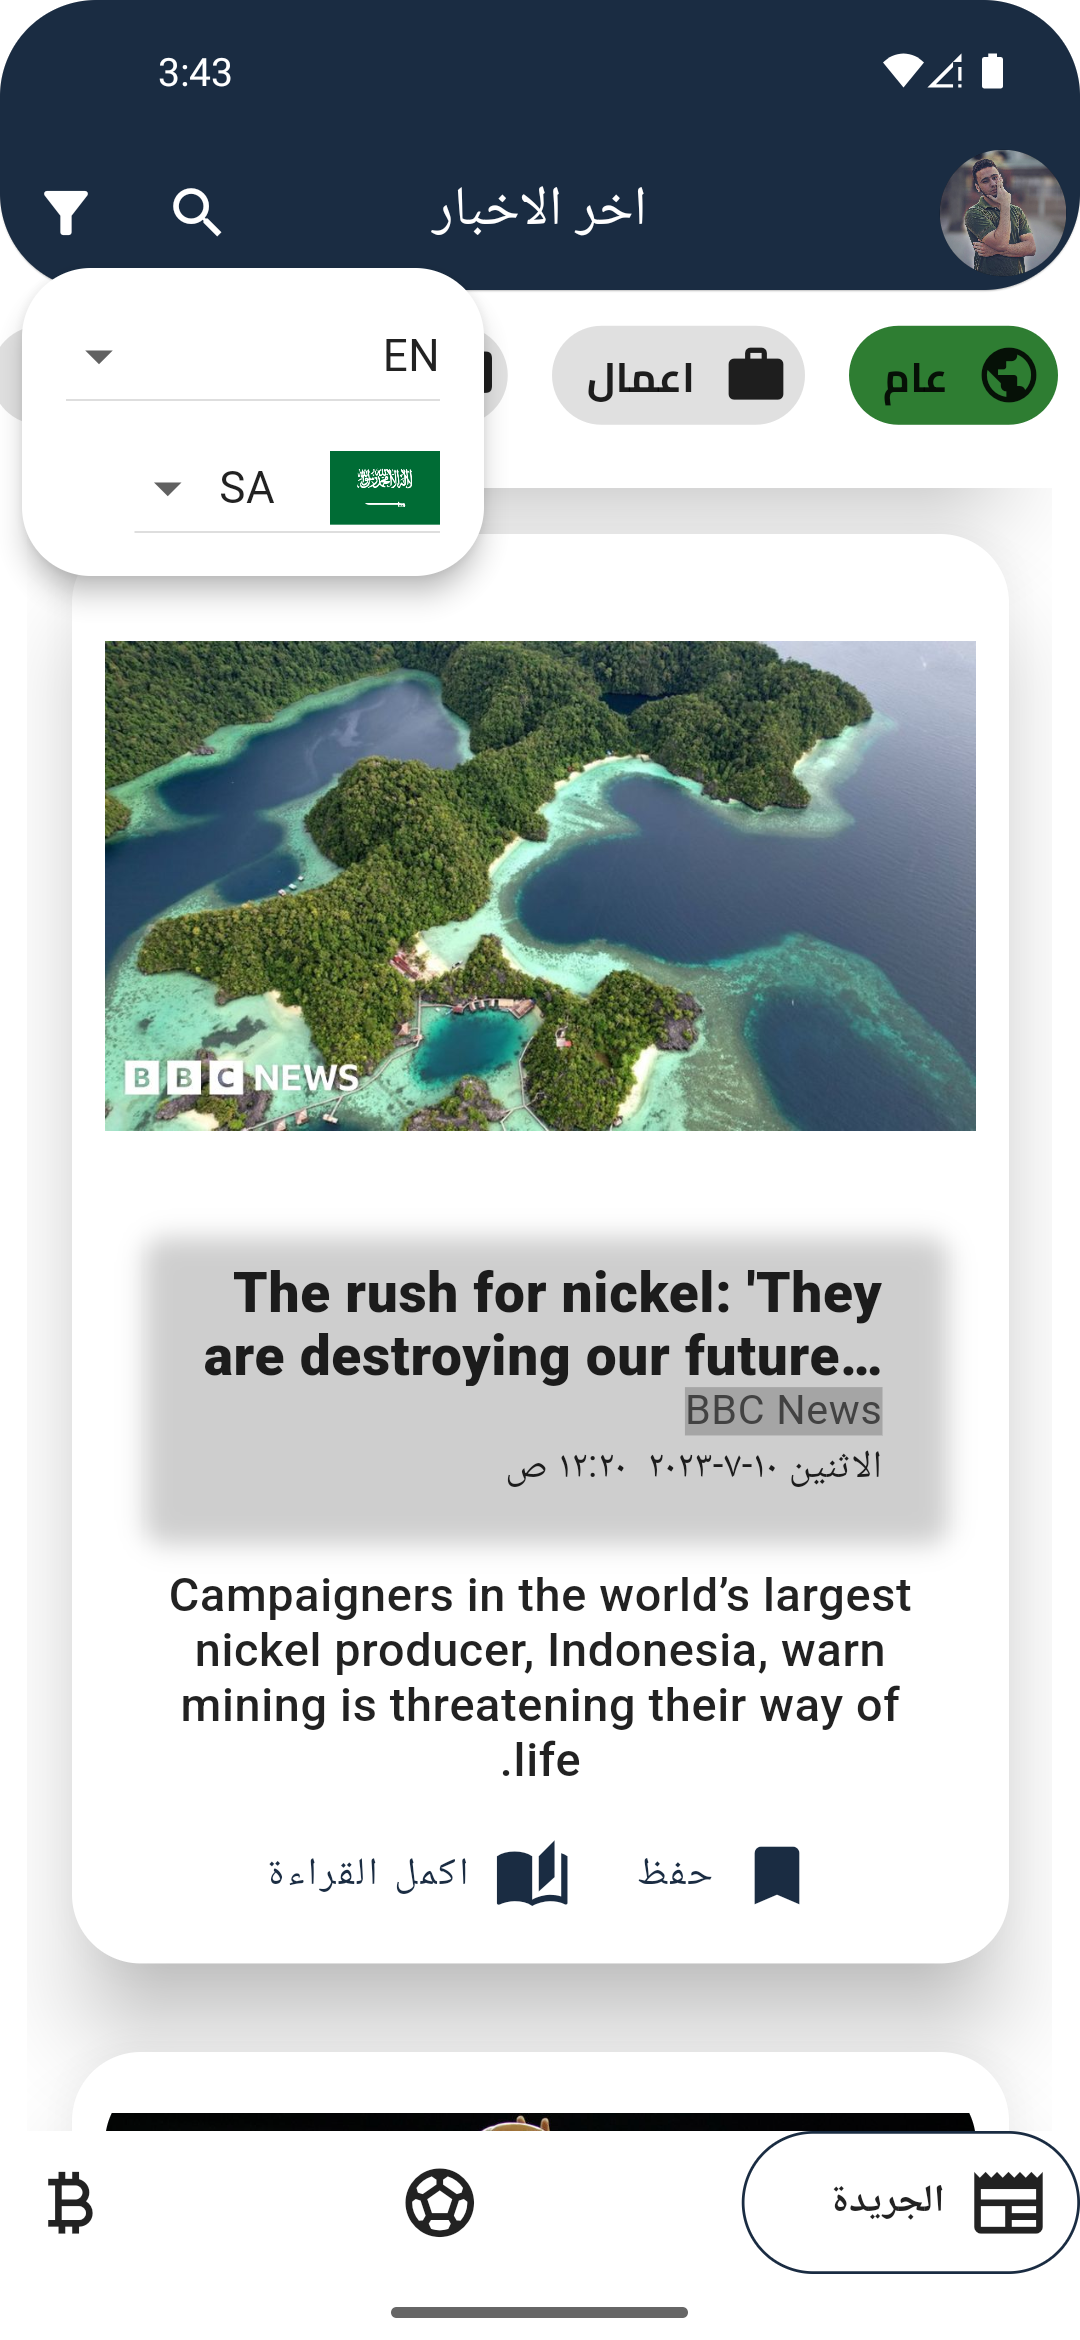 3:43
اخر الاخبار
EN
SA
عام
اعمال
BBC NEWS
The rush for nickel: 'They
are destroying our future...
BBC News
الاثنين ١٠-٧-٢٠٢٣  ١٢:٢٠ ص
Campaigners in the world’s largest
nickel producer, Indonesia, warn
mining is threatening their way of
.life
حفظ
اكمل القراءة
الجريدة